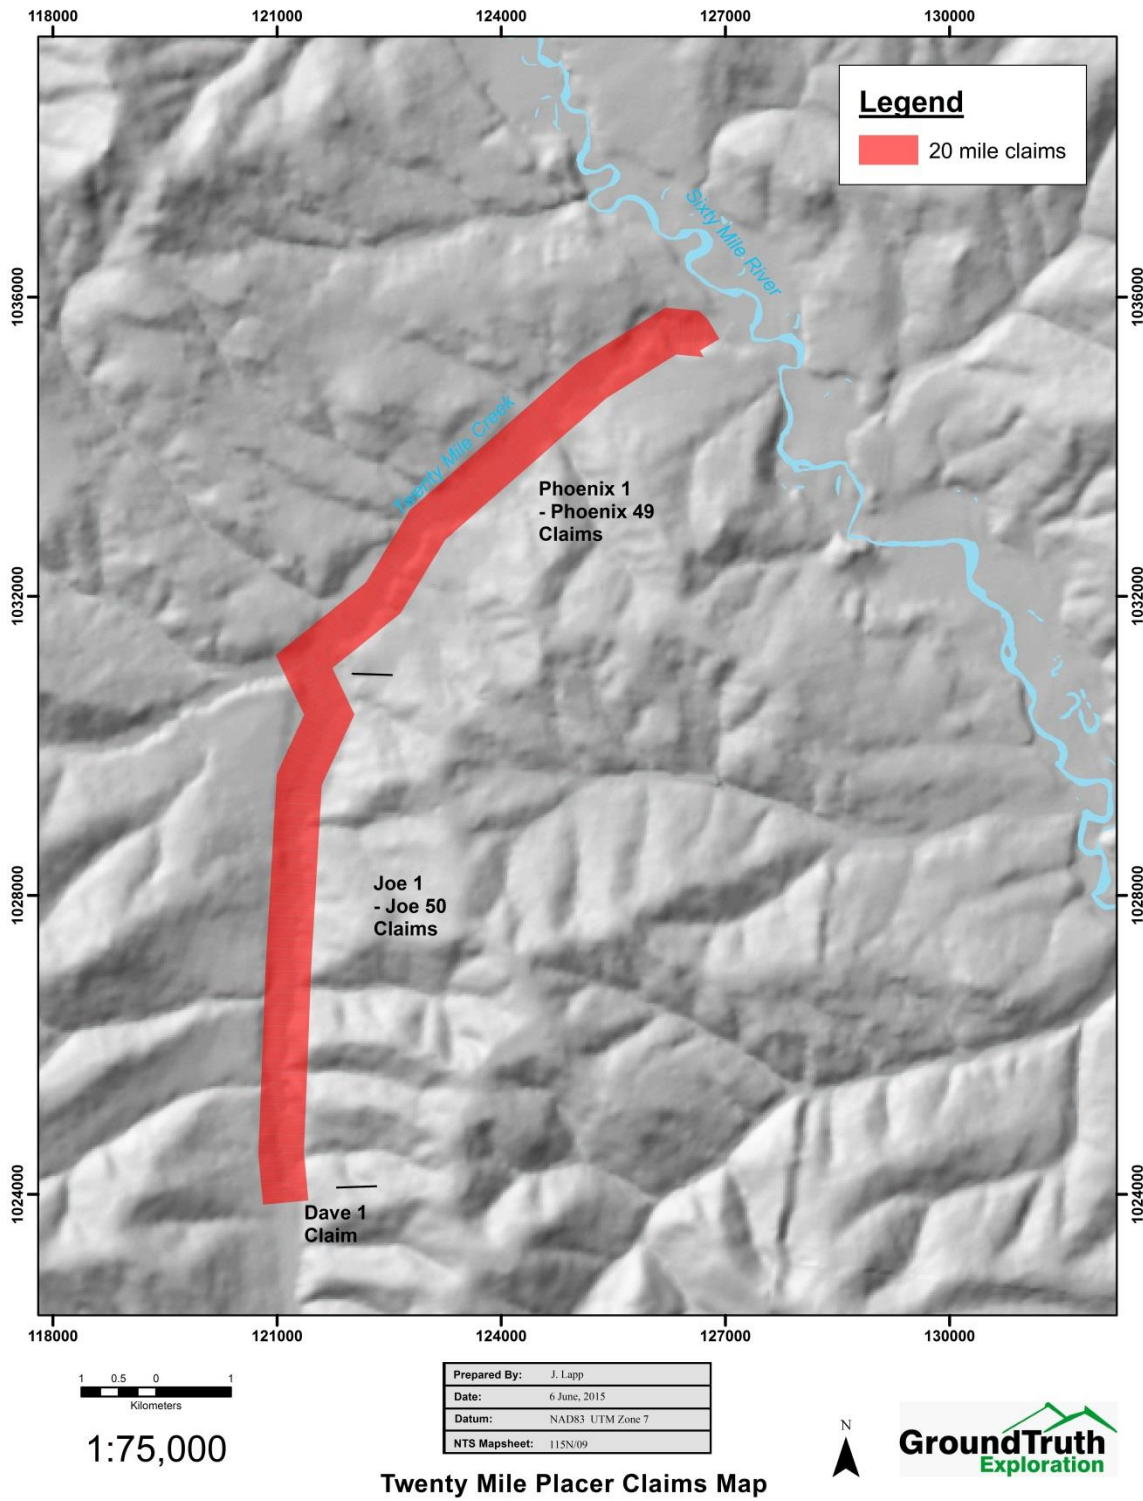 118000 121000 124000 127000 130000
Legend
20 mile claims
Sixty Mile River
1036000 1036000
Twenty Mile Creek
Phoenix 1
- Phoenix 49
Claims
1032000 1032000
Joe 1
- Joe 50
Claims
1028000 1028000
1024000 1024000
Dave 1
Claim
118000 121000 124000 127000 130000
1 0.5 0 1
Kilometers
1:75,000
Prepared By: J. Lapp
Date: 6 June, 2015
Datum: NAD83 UTM Zone 7
NTS Mapsheet: 115N/09
N
GroundTruth
Exploration
Twenty Mile Placer Claims Map